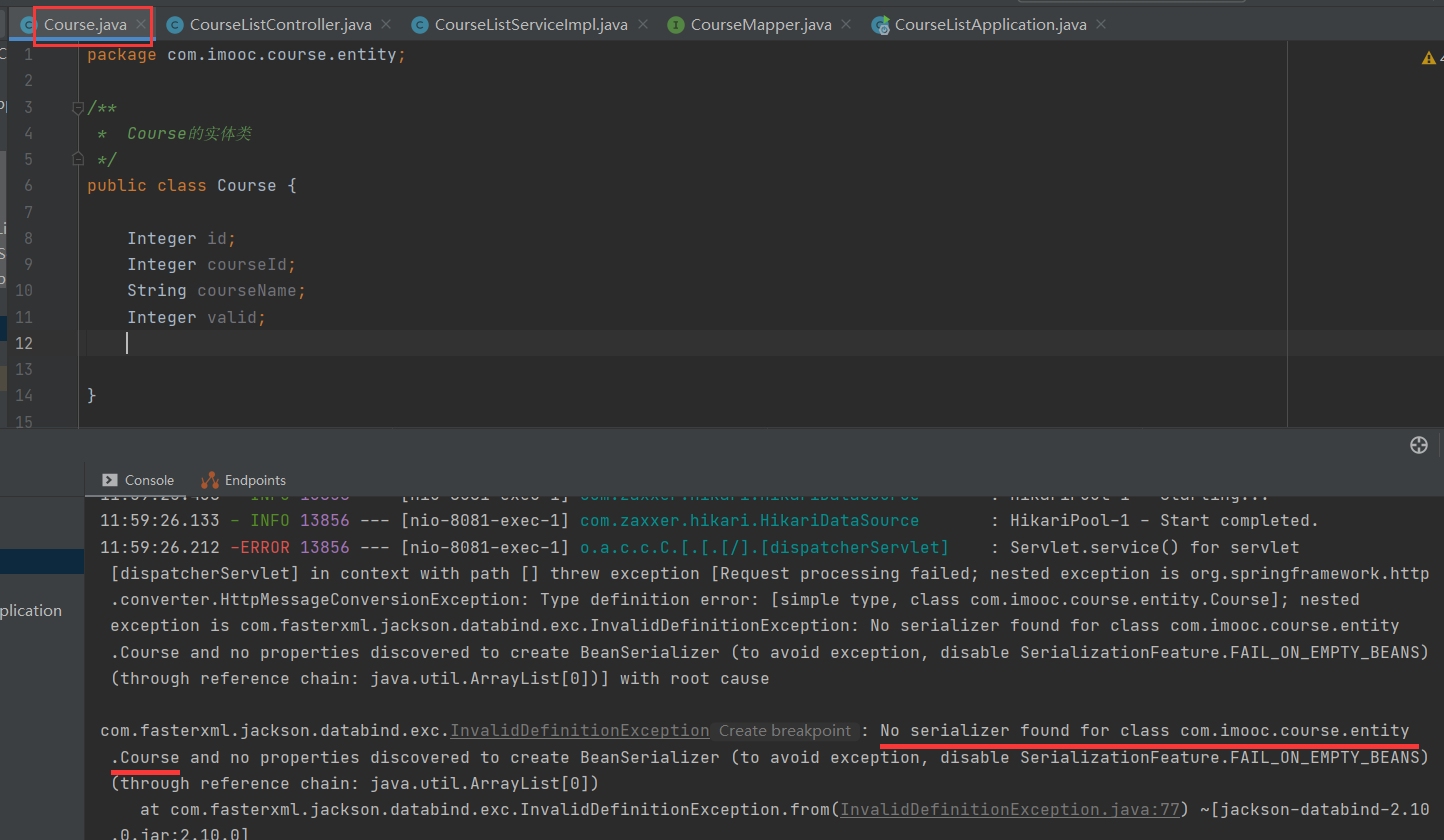 Course.java CourseListController.java CourseListServiceImpl.java CourseMapper.java CourseListApplication.java
1 package com.imooc.course.entity;
2
3 /**
4 * Course的实体类
5 */
6 public class Course {
7
8 Integer id;
9 Integer courseId;
10 String courseName;
11 Integer valid;
12
13
14 }
15
Console Endpoints
11:59:26.133 - INFO 13856 --- [nio-8081-exec-1] com.zaxxer.hikari.HikariDataSource : HikariPool-1 - Start completed.
11:59:26.212 -ERROR 13856 --- [nio-8081-exec-1] o.a.c.c.C.[.[.[/].[dispatcherServlet] : Servlet.service() for servlet
[dispatcherServlet] in context with path [] threw exception [Request processing failed; nested exception is org.springframework.http
.converter.HttpMessageConversionException: Type definition error: [simple type, class com.imooc.course.entity.Course]; nested
exception is com.fasterxml.jackson.databind.exc.InvalidDefinitionException: No serializer found for class com.imooc.course.entity
.Course and no properties discovered to create BeanSerializer (to avoid exception, disable SerializationFeature.FAIL_ON_EMPTY_BEANS)
plication
(through reference chain: java.util.ArrayList[0])] with root cause
com.fasterxml.jackson.databind.exc.InvalidDefinitionException Create breakpoint : No serializer found for class com.imooc.course.entity
.Course and no properties discovered to create BeanSerializer (to avoid exception, disable SerializationFeature.FAIL_ON_EMPTY_BEANS)
(through reference chain: java.util.ArrayList[0])
at com.fasterxml.jackson.databind.exc.InvalidDefinitionException.from(InvalidDefinitionException.java:77) ~[jackson-databind-2.10
.0.jar:2.10.0]